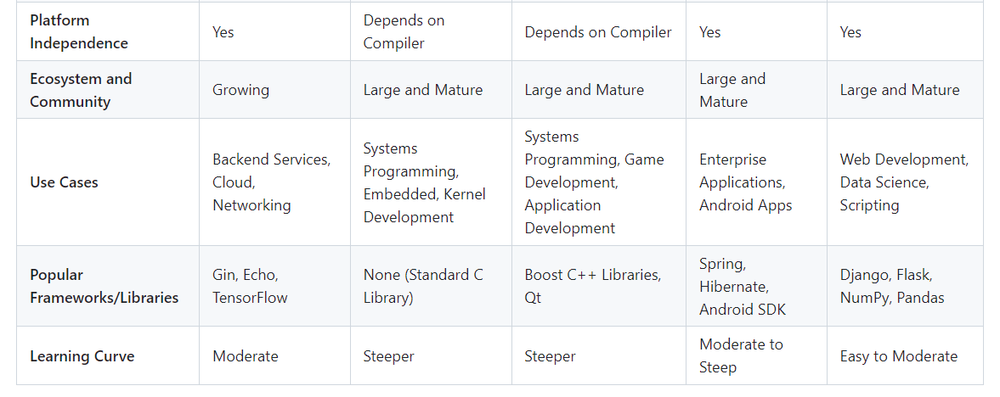 Platform Independence
Yes
Depends on Compiler
Depends on Compiler
Yes
Yes
Ecosystem and Community
Growing
Large and Mature
Large and Mature
Large and Mature
Large and Mature
Use Cases
Backend Services, Cloud, Networking
Systems Programming, Embedded, Kernel Development
Systems Programming, Game Development, Application Development
Enterprise Applications, Android Apps
Web Development, Data Science, Scripting
Popular Frameworks/Libraries
Gin, Echo, TensorFlow
None (Standard C Library)
Boost C++ Libraries, Qt
Spring, Hibernate, Android SDK
Django, Flask, NumPy, Pandas
Learning Curve
Moderate
Steeper
Steeper
Moderate to Steep
Easy to Moderate